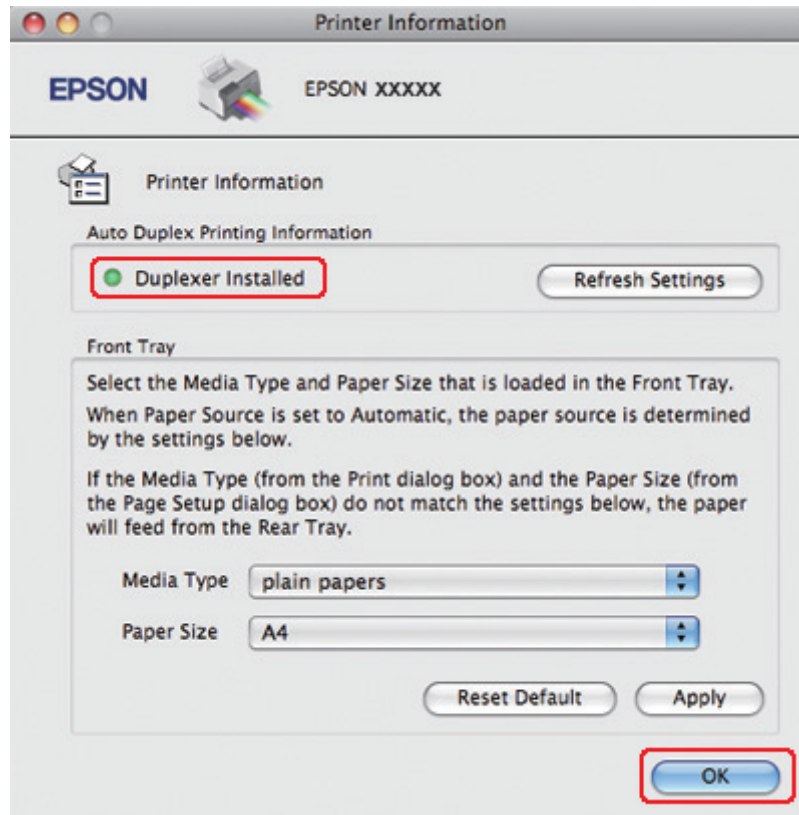 Printer Information
EPSON
EPSON XXXXX
Printer Information
Auto Duplex Printing Information
Duplexer Installed
Refresh Settings
Front Tray
Select the Media Type and Paper Size that is loaded in the Front Tray.
When Paper Source is set to Automatic, the paper source is determined
by the settings below.
If the Media Type (from the Print dialog box) and the Paper Size (from
the Page Setup dialog box) do not match the settings below, the paper
will feed from the Rear Tray.
Media Type plain papers
Paper Size A4
Reset Default Apply
OK